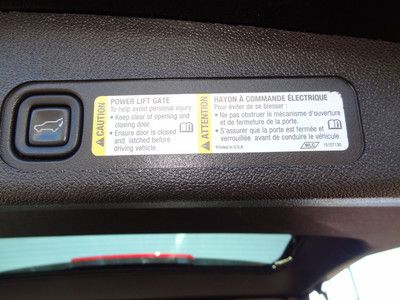 CAUTION
POWER LIFT GATE
To help avoid personal injury:
• Keep clear of opening and
closing door.
• Ensure door is closed
and latched before
driving vehicle.
ATTENTION
HAYON À COMMANDE ÉLECTRIQUE
Pour éviter de se blesser :
• Ne pas obstruer le mécanisme d'ouverture
et de fermeture de la porte.
• S'assurer que la porte est fermée et
verrouillée avant de conduire le véhicule.
Printed in U.S.A.